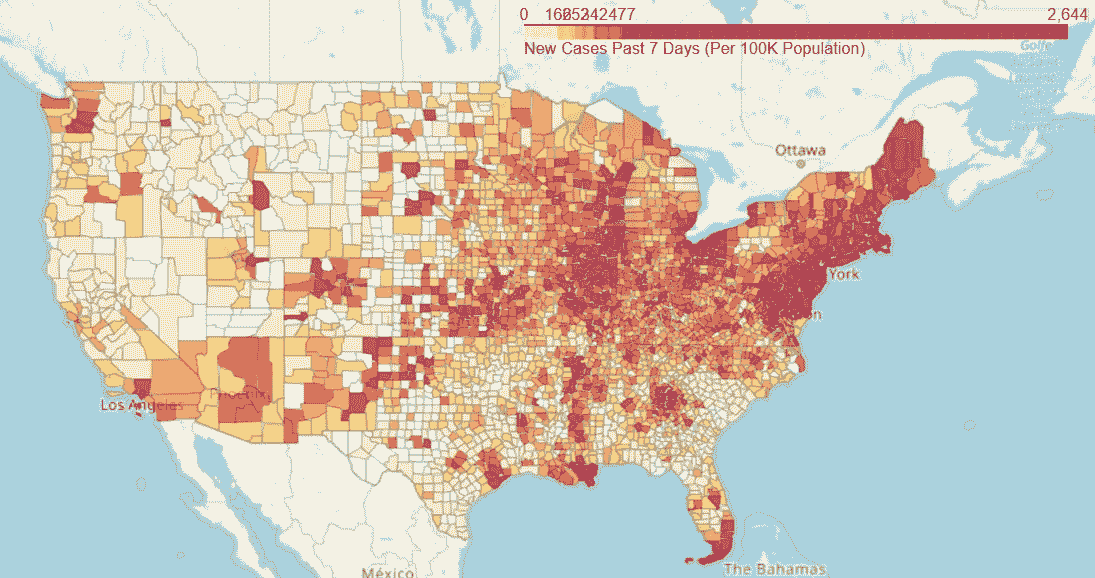 0
2,644
New Cases Past 7 Days (Per 100K Population)
Golfe
Ottawa
York
Los Angeles
Phoenix
México
The Bahamas